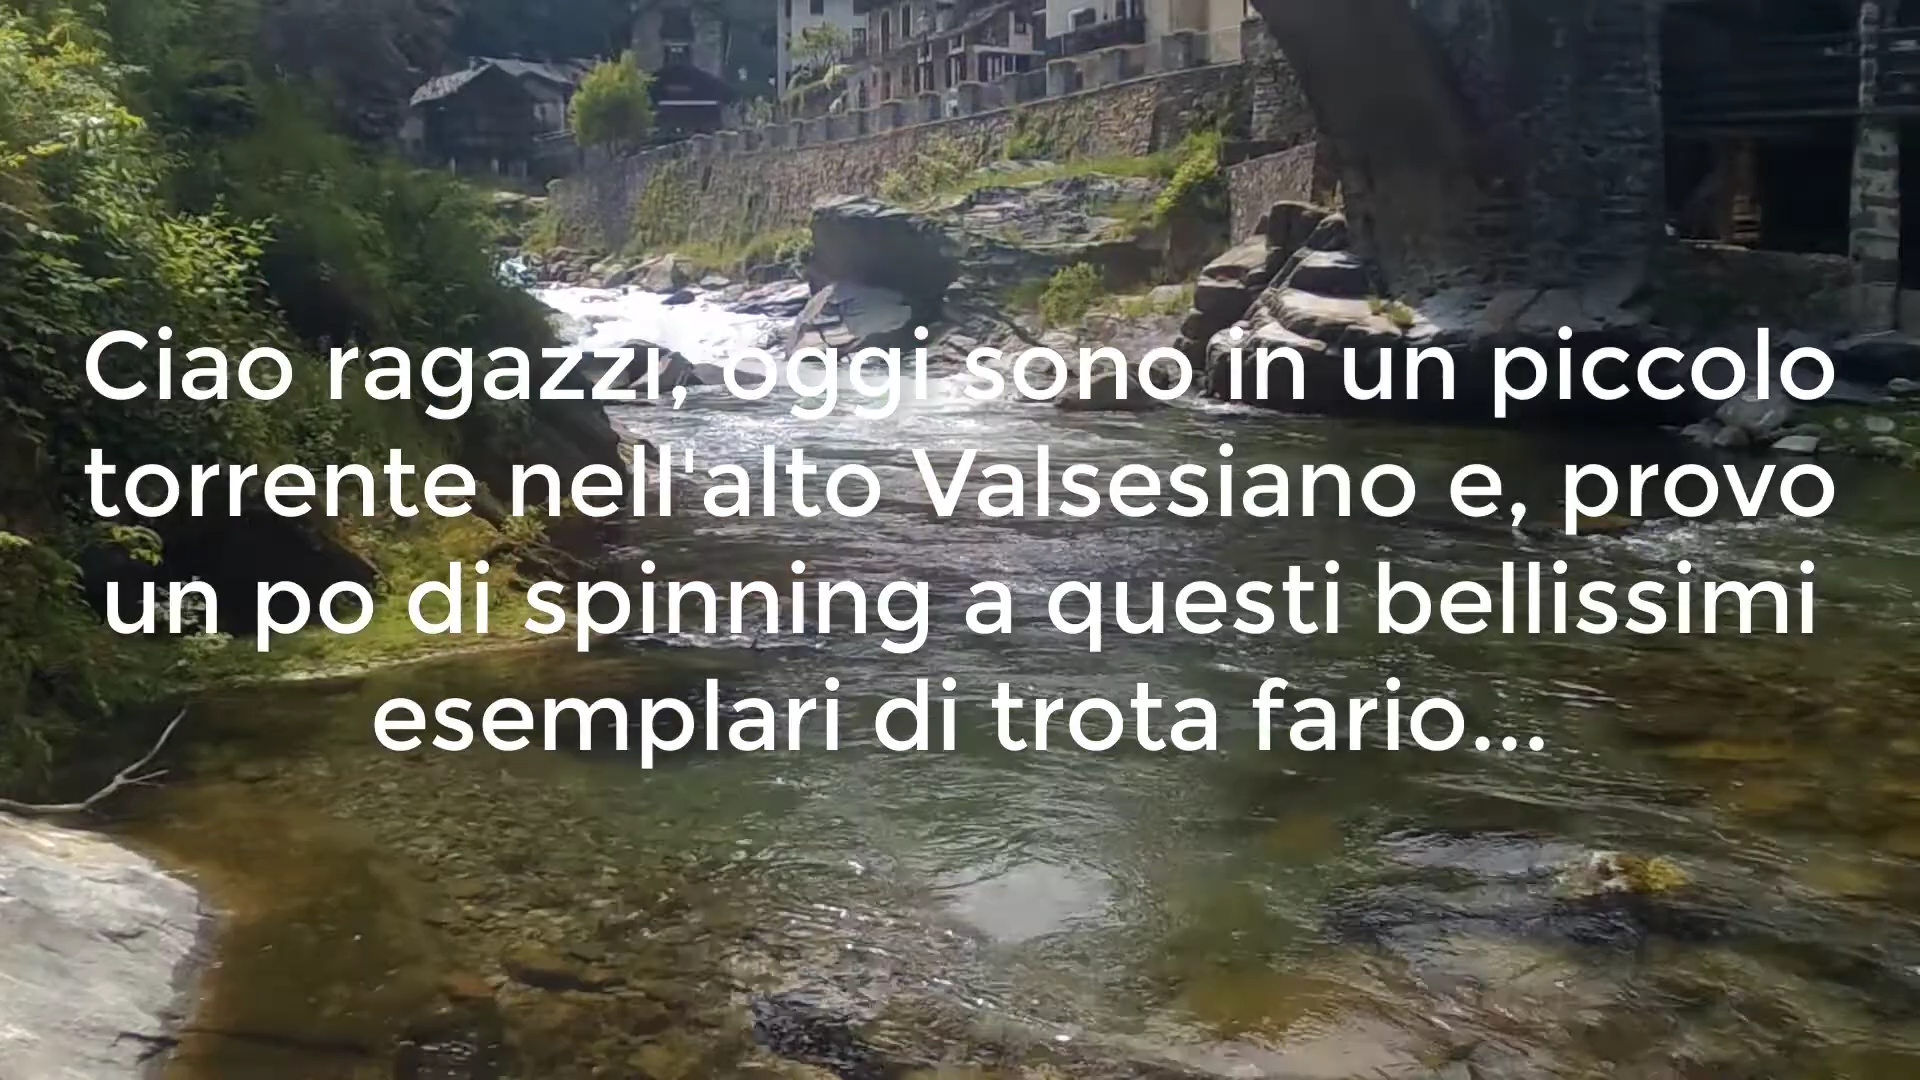 Ciao ragazzi, oggi sono in un piccolo
torrente nell'alto Valsesiano e, provo
un po di spinning a questi bellissimi
esemplari di trota fario...